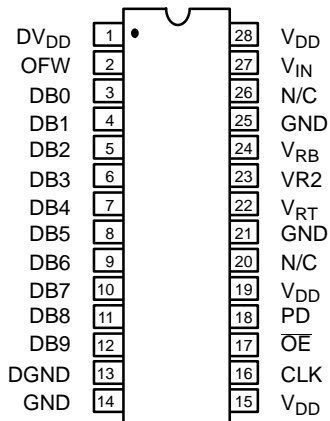 DVDD 1 28 VDD
OFW 2 27 VIN
DB0 3 26 N/C
DB1 4 25 GND
DB2 5 24 VRB
DB3 6 23 VR2
DB4 7 22 VRT
DB5 8 21 GND
DB6 9 20 N/C
DB7 10 19 VDD
DB8 11 18 PD
DB9 12 17 O̅E̅
DGND 13 16 CLK
GND 14 15 VDD